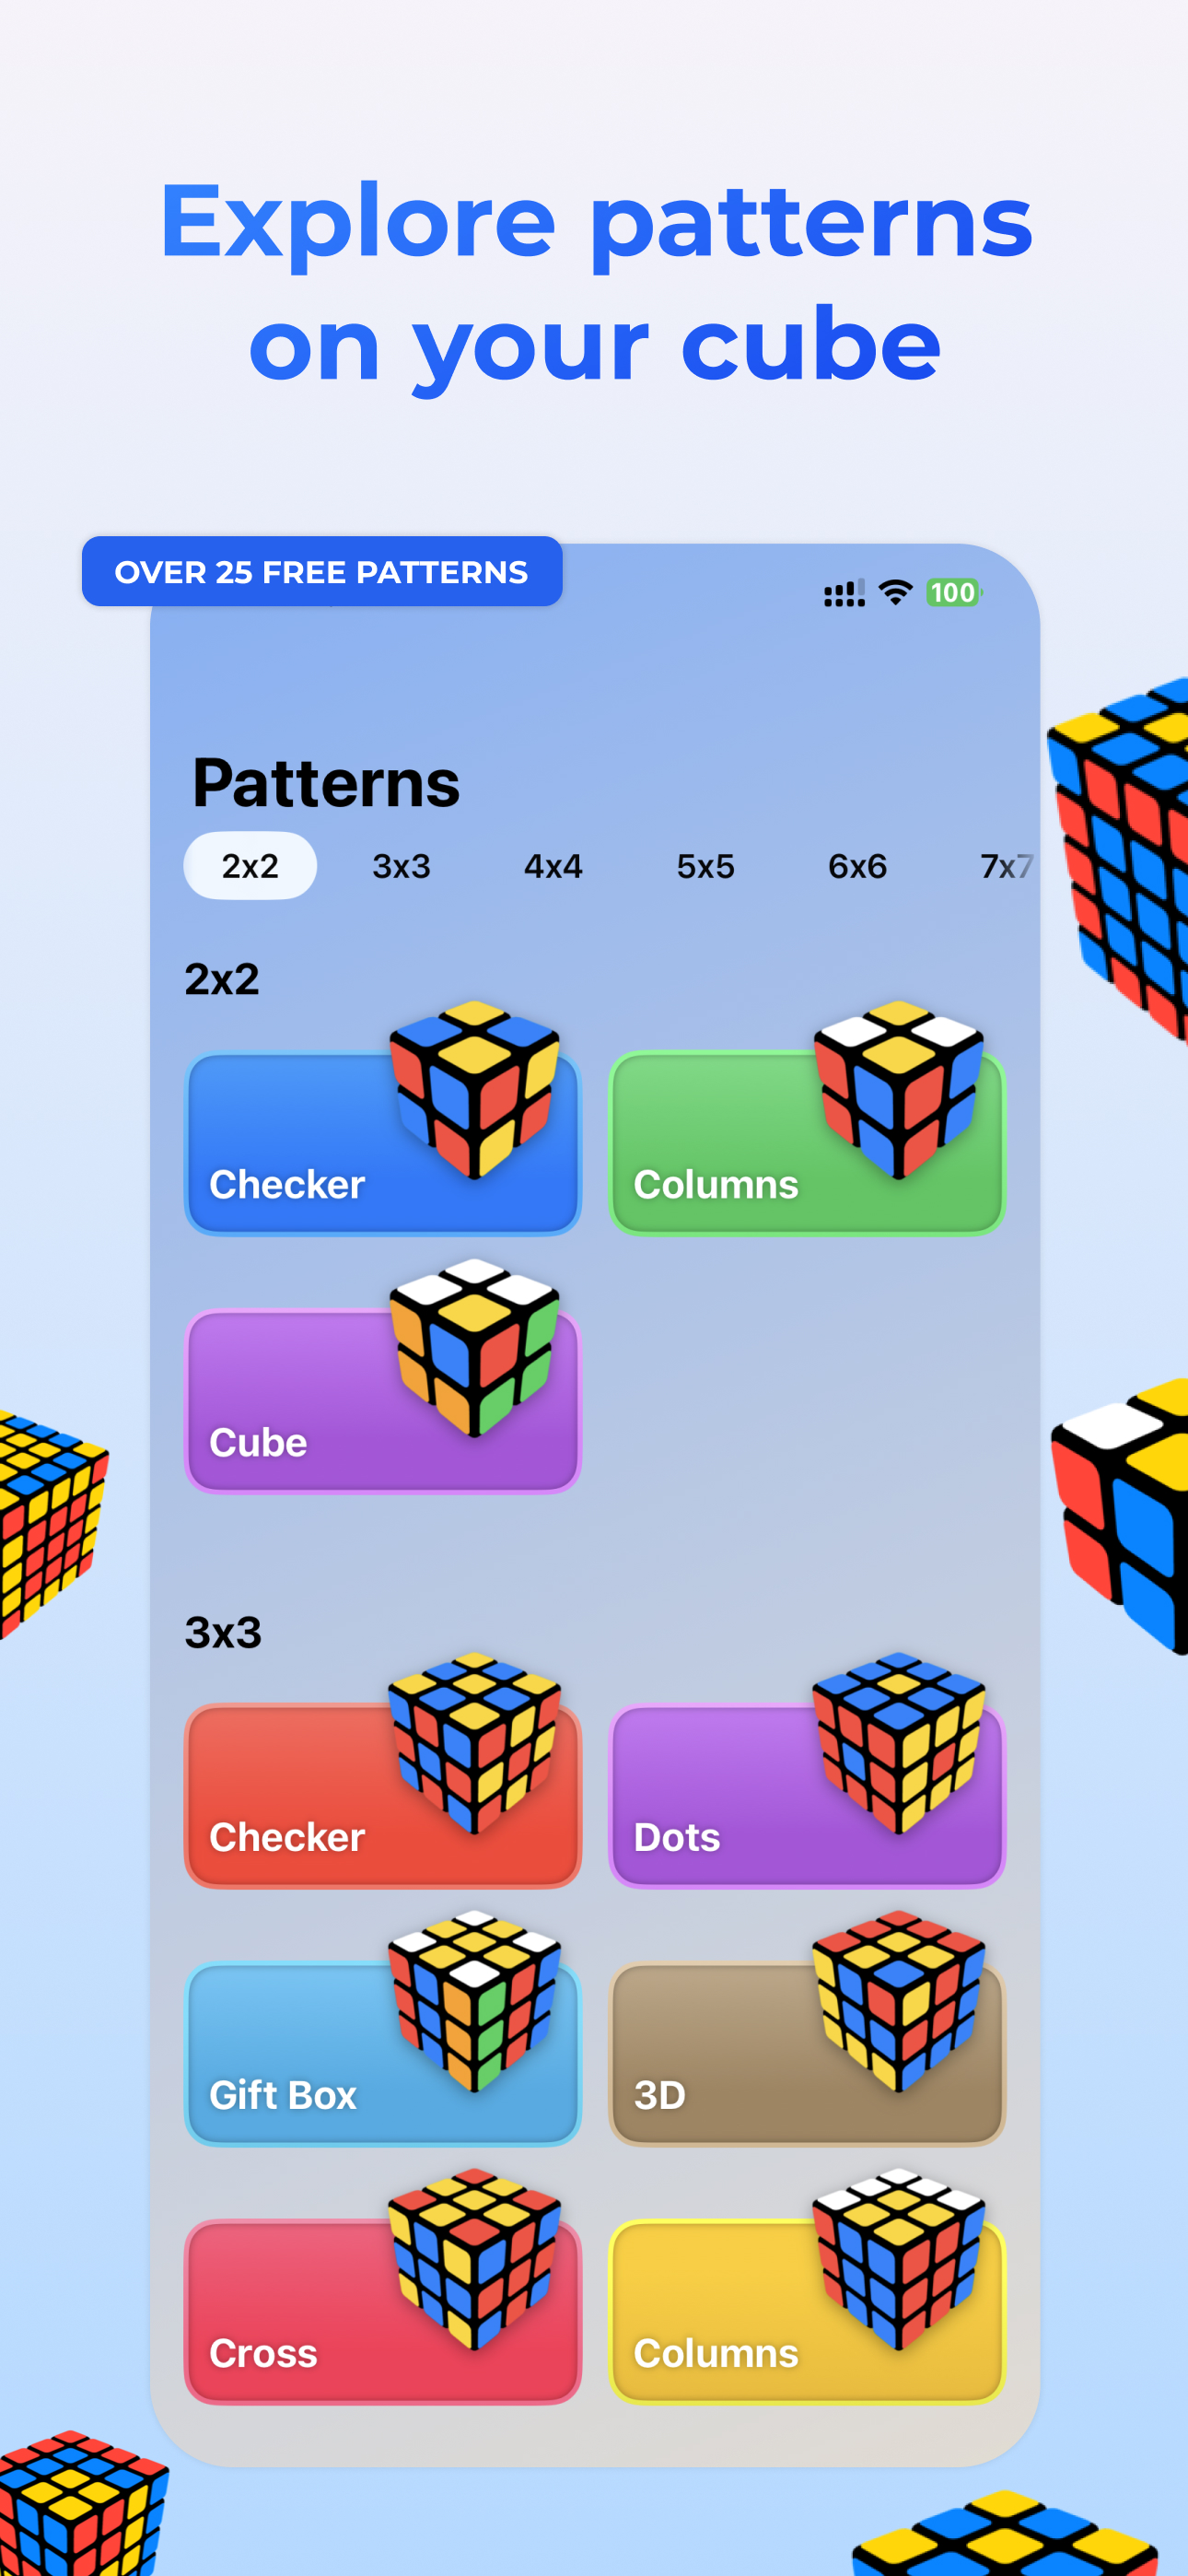 Explore patterns
on your cube
OVER 25 FREE PATTERNS
100
Patterns
2x2 3x3 4x4 5x5 6x6 7x7
2x2
Checker Columns
Cube
3x3
Checker Dots
Gift Box 3D
Cross Columns